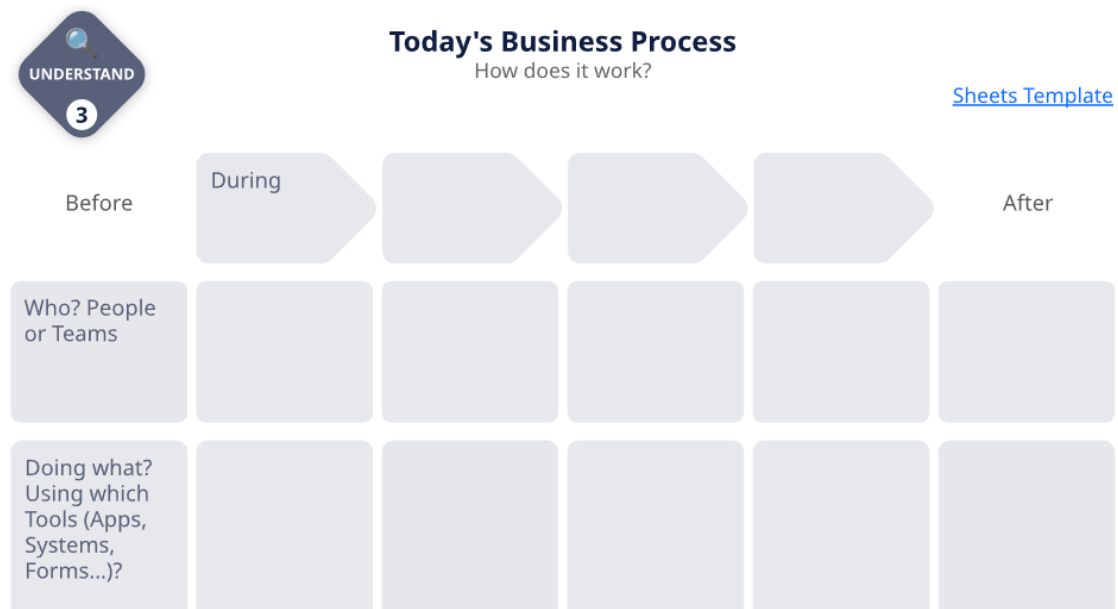 UNDERSTAND
3
Today's Business Process
How does it work?
Sheets Template
Before
During
After
Who? People
or Teams
Doing what?
Using which
Tools (Apps,
Systems,
Forms...)?